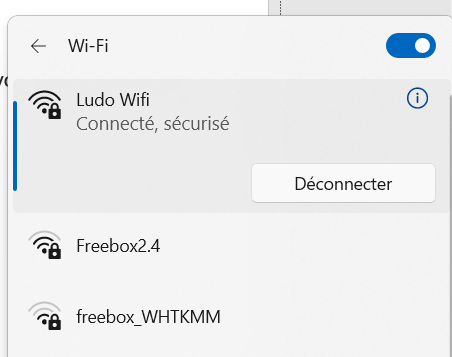 Wi-Fi
Ludo Wifi
Connecté, sécurisé
Déconnecter
Freebox2.4
freebox_WHTKMM